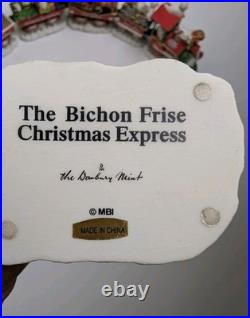 The Bichon Frise
Christmas Express
the Danbury Mint
© MBI
MADE IN CHINA